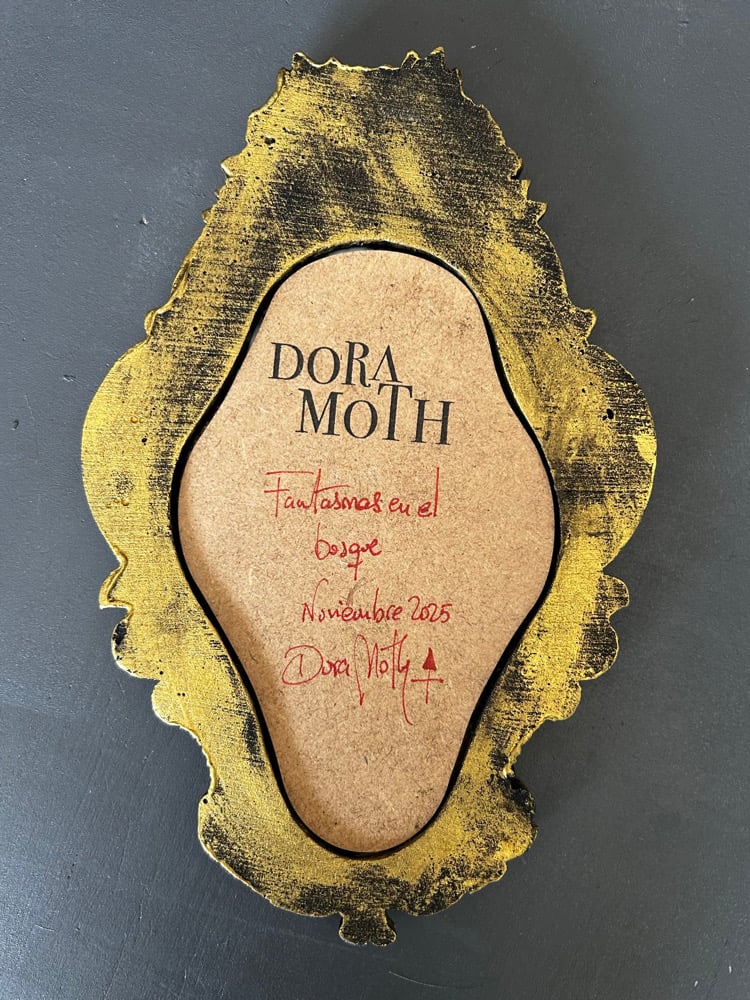 DORA
MOTH
Fantasmas en el
bosque
Noviembre 2025
Dora Moth